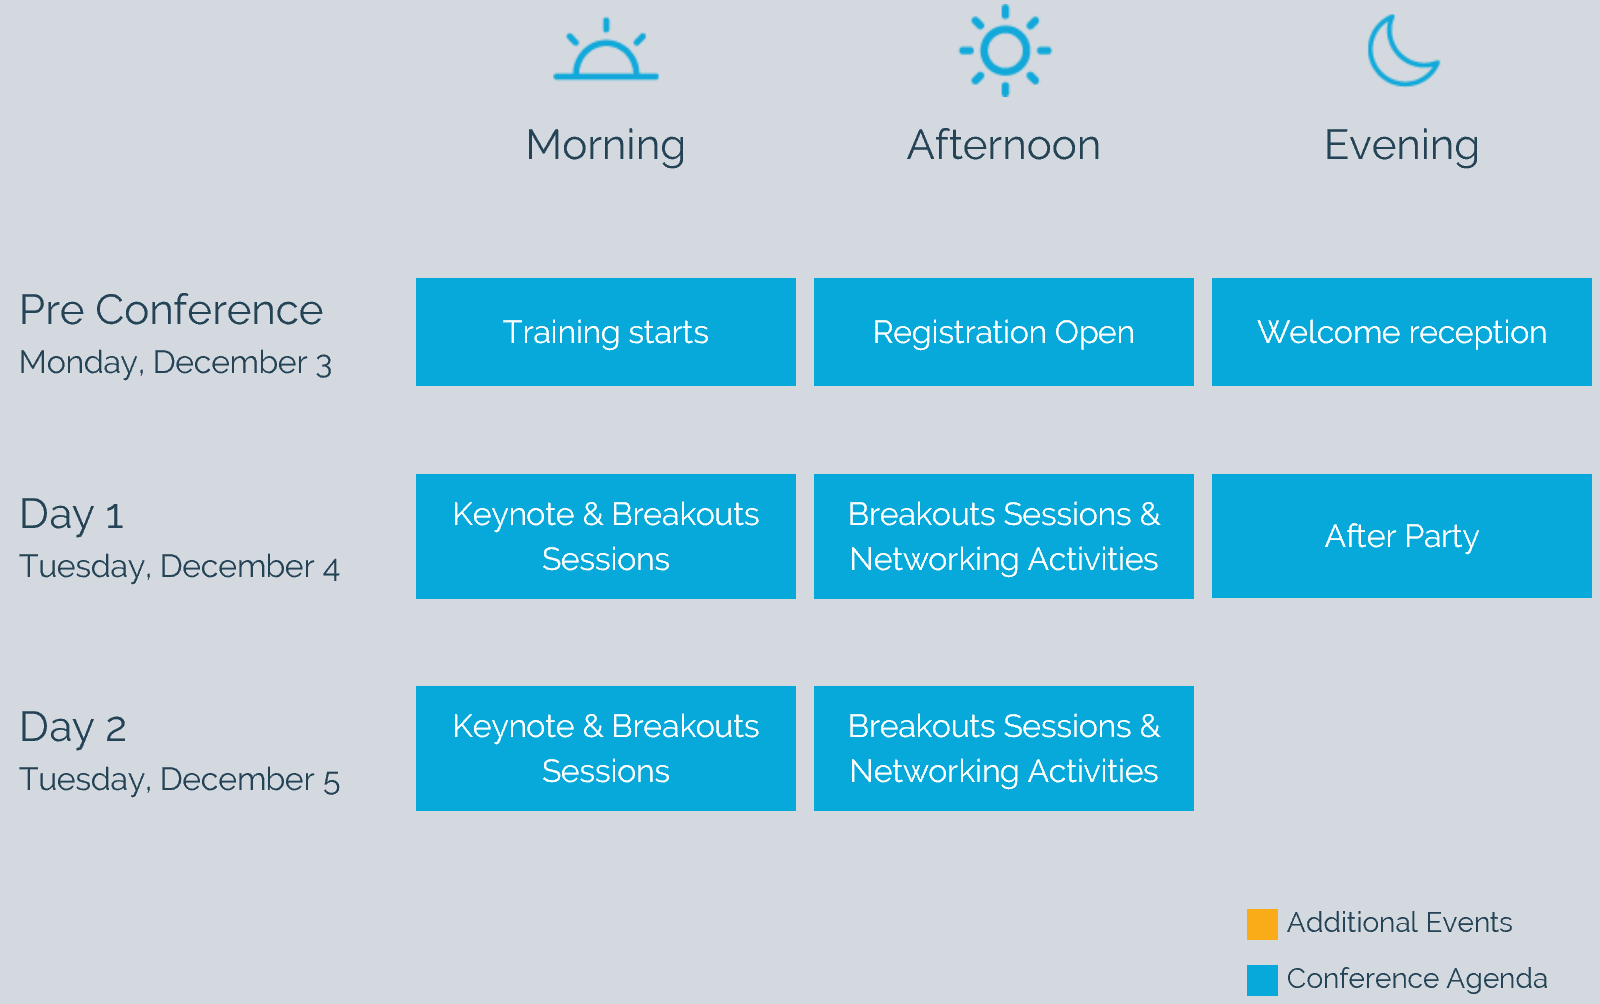 Morning
Afternoon
Evening
Pre Conference
Monday, December 3
Training starts
Registration Open
Welcome reception
Day 1
Tuesday, December 4
Keynote & Breakouts
Sessions
Breakouts Sessions &
Networking Activities
After Party
Day 2
Tuesday, December 5
Keynote & Breakouts
Sessions
Breakouts Sessions &
Networking Activities
Additional Events
Conference Agenda